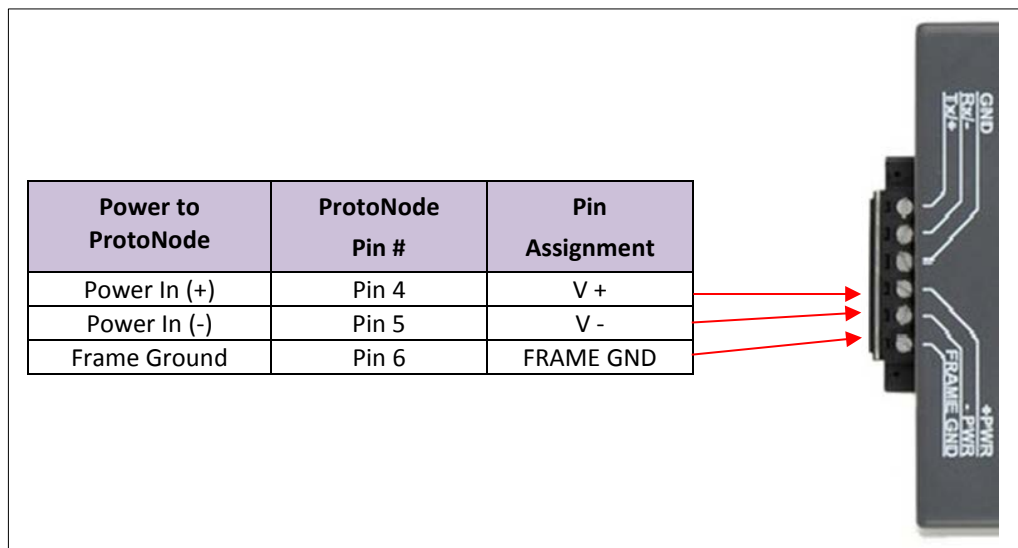 Power to
ProtoNode
ProtoNode
Pin #
Pin
Assignment
Power In (+) Pin 4 V +
Power In (-) Pin 5 V -
Frame Ground Pin 6 FRAME GND
Tx/+
Rx/-
GND
FRAME GND
- PWR
+PWR